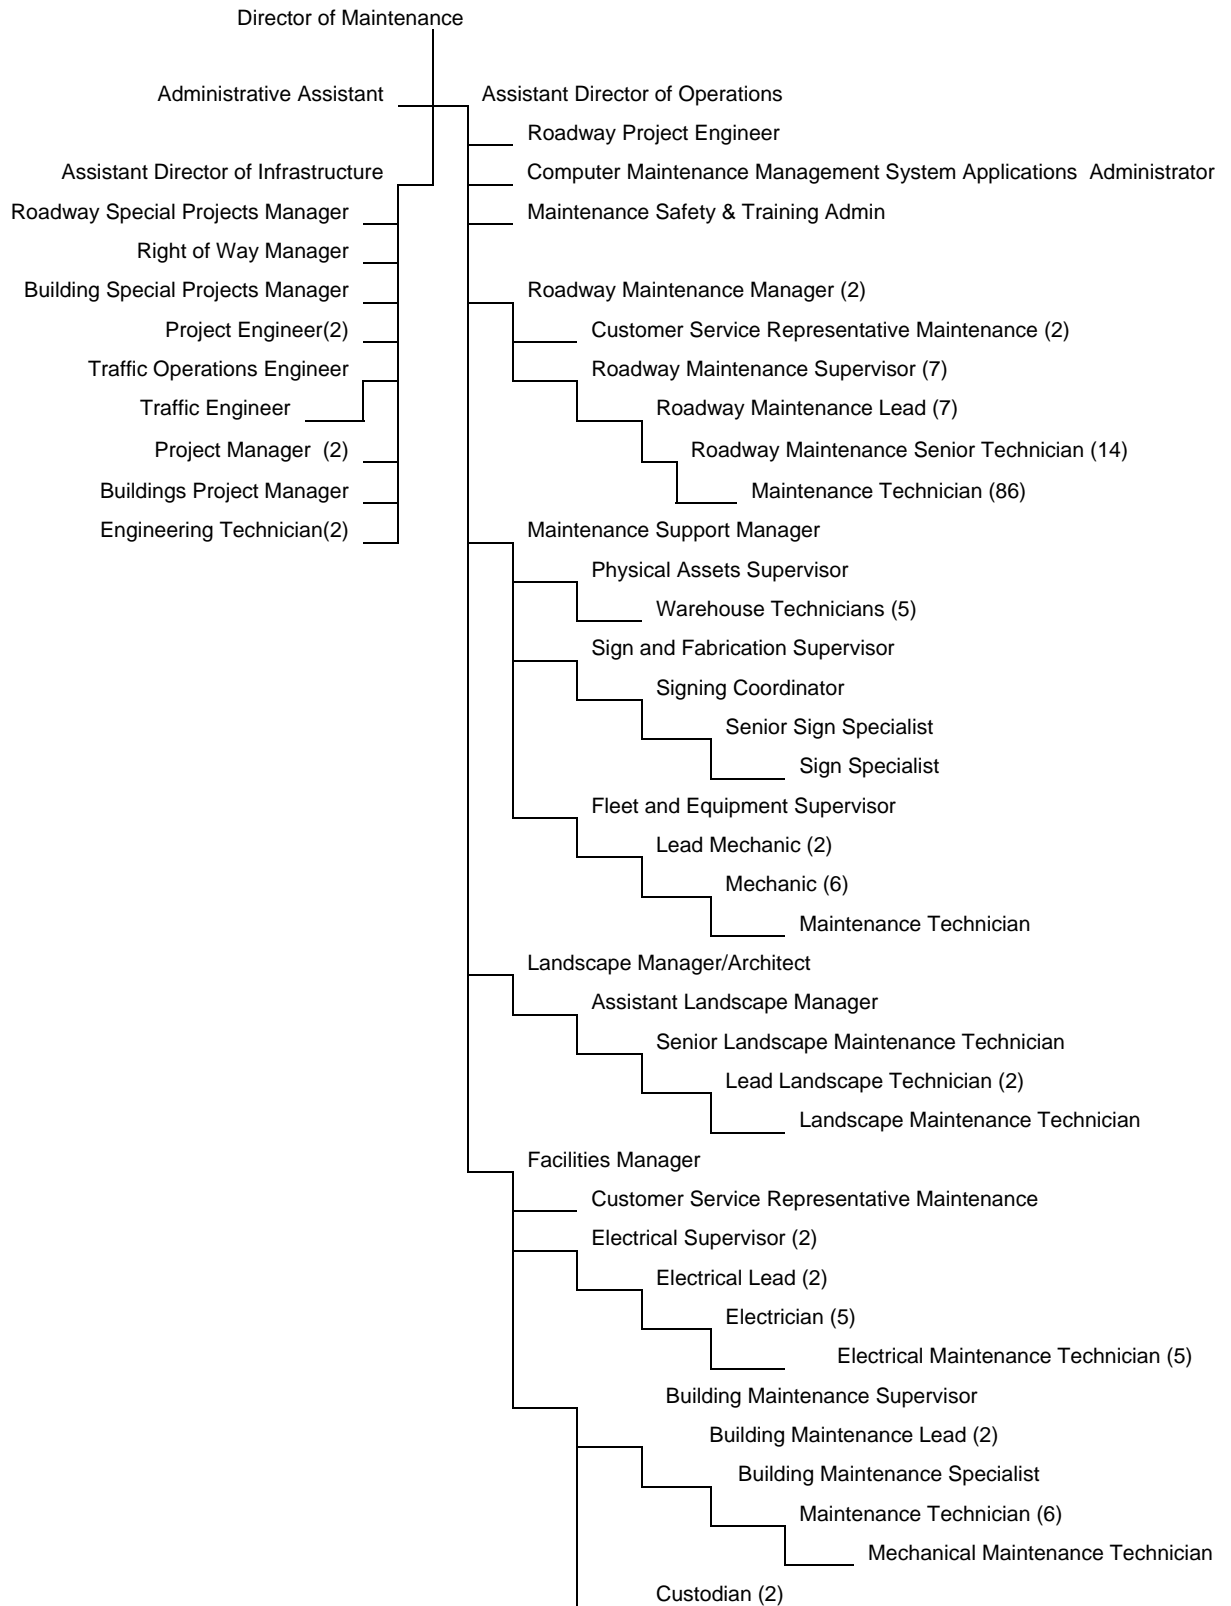 Director of Maintenance
Administrative Assistant
Assistant Director of Operations
Roadway Project Engineer
Assistant Director of Infrastructure
Computer Maintenance Management System Applications  Administrator
Roadway Special Projects Manager
Maintenance Safety & Training Admin
Right of Way Manager
Building Special Projects Manager
Roadway Maintenance Manager (2)
Project Engineer(2)
Customer Service Representative Maintenance (2)
Traffic Operations Engineer
Roadway Maintenance Supervisor (7)
Traffic Engineer
Roadway Maintenance Lead (7)
Project Manager  (2)
Roadway Maintenance Senior Technician (14)
Buildings Project Manager
Maintenance Technician (86)
Engineering Technician(2)
Maintenance Support Manager
Physical Assets Supervisor
Warehouse Technicians (5)
Sign and Fabrication Supervisor
Signing Coordinator
Senior Sign Specialist
Sign Specialist
Fleet and Equipment Supervisor
Lead Mechanic (2)
Mechanic (6)
Maintenance Technician
Landscape Manager/Architect
Assistant Landscape Manager
Senior Landscape Maintenance Technician
Lead Landscape Technician (2)
Landscape Maintenance Technician
Facilities Manager
Customer Service Representative Maintenance
Electrical Supervisor (2)
Electrical Lead (2)
Electrician (5)
Electrical Maintenance Technician (5)
Building Maintenance Supervisor
Building Maintenance Lead (2)
Building Maintenance Specialist
Maintenance Technician (6)
Mechanical Maintenance Technician
Custodian (2)